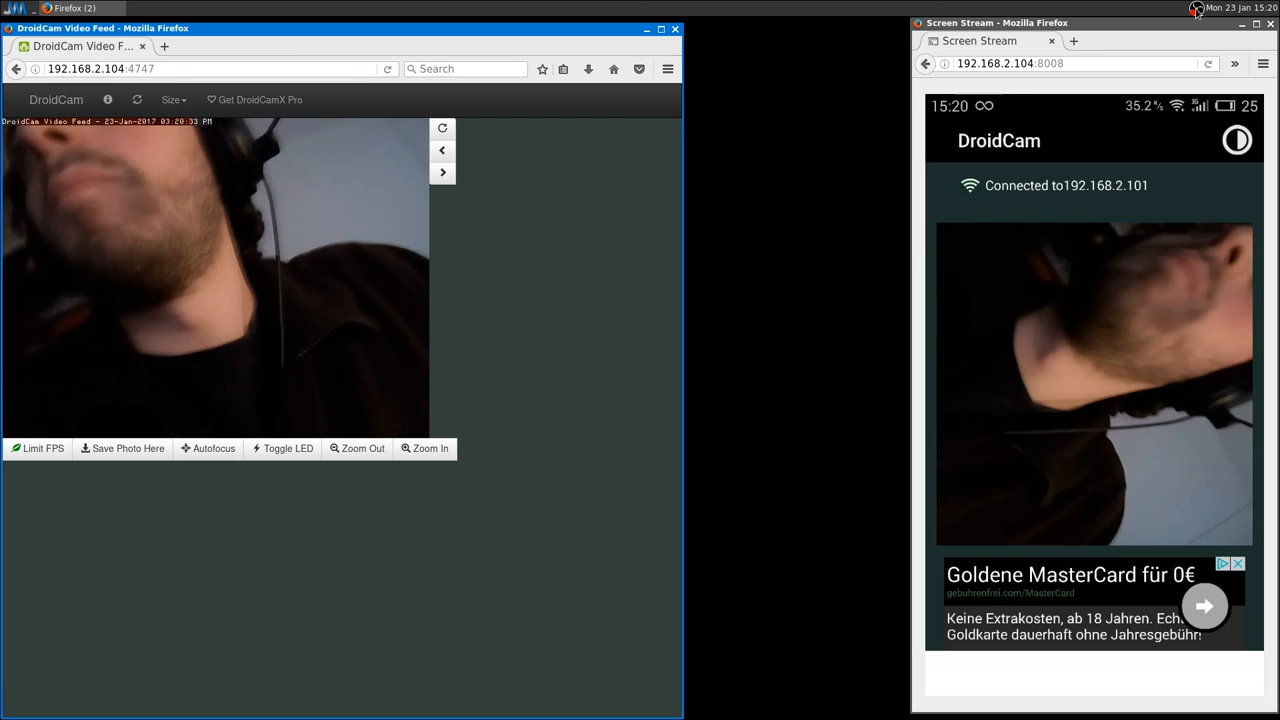 Firefox (2)
Mon 23 Jan 15:20
DroidCam Video Feed - Mozilla Firefox
DroidCam Video F...
192.168.2.104:4747
Search
DroidCam
Size
Get DroidCamX Pro
DroidCam Video Feed - 23-Jan-2017 03:20:33 PM
Limit FPS
Save Photo Here
Autofocus
Toggle LED
Zoom Out
Zoom In
Screen Stream - Mozilla Firefox
Screen Stream
192.168.2.104:8008
15:20
35.2 K/s
3G
25
DroidCam
Connected to192.168.2.101
Goldene MasterCard für 0€
gebuhrenfrei.com/MasterCard
Keine Extrakosten, ab 18 Jahren. Echt
Goldkarte dauerhaft ohne Jahresgebühr!